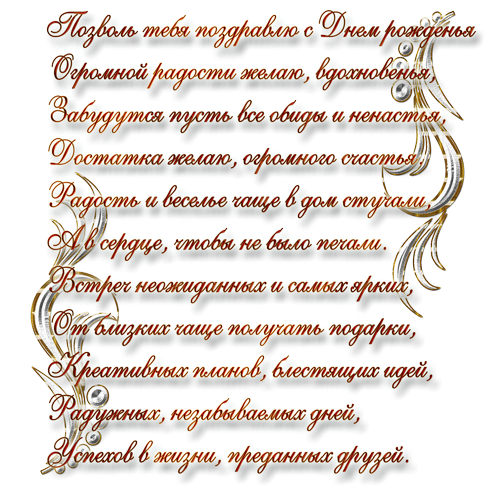 Позволь тебя поздравлю с Днем рожденья
Огромной радости желаю, вдохновенья,
Забудутся пусть все обиды и ненастья,
Достатка желаю, огромного счастья,
Радость и веселье чаще в дом стучали,
А в сердце, чтобы не было печали.
Встреч неожиданных и самых ярких,
От близких чаще получать подарки,
Креативных планов, блестящих идей,
Радужных, незабываемых дней,
Успехов в жизни, преданных друзей.